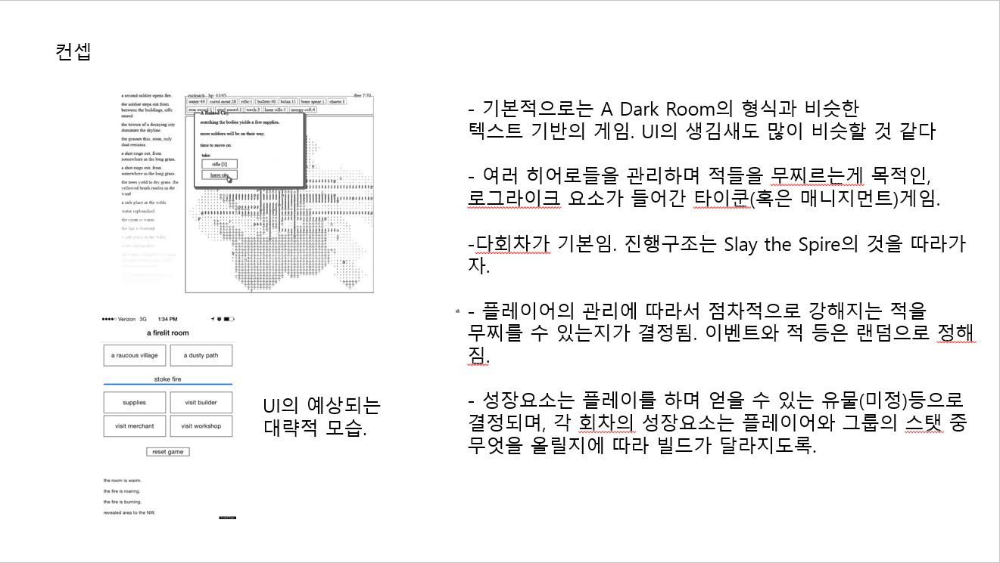 컨셉
a second soldier opens fire.
the soldier steps out from
between the buildings, rifle
raised.
the towers of a decaying city
dominate the skyline.
the grasses thin. soon, only
dust remains.
a shot rings out, from
somewhere in the long grass.
a shot rings out, from
somewhere in the long grass.
the trees yield to dry grass. the
yellowed brush rustles in the
wind
a safe place in the wilds
water replenished.
the room is warm.
the fire is burning.
a safe place in the wilds
water replenished
rucksack hp: 45/45 free 7/70
water:49 cured meat:28 rifle:1 bullets:40 bolas:11 bone spear:1 charm:1
iron sword:1 steel sword:1 torch:3 laser rifle:1 energy cell:4
A Ruined City
searching the bodies yields a few supplies.
more soldiers will be on their way.
time to move on.
take:
rifle [1]
leave city
●●●●○ Verizon 3G 1:34 PM
a firelit room
a raucous village a dusty path
stoke fire
supplies visit builder
visit merchant visit workshop
reset game
the room is warm.
the fire is roaring.
the fire is burning.
revealed area to the NW.
UI의 예상되는
대략적 모습.
- 기본적으로는 A Dark Room의 형식과 비슷한
텍스트 기반의 게임. UI의 생김새도 많이 비슷할 것 같다
- 여러 히어로들을 관리하며 적들을 무찌르는게 목적인,
로그라이크 요소가 들어간 타이쿤(혹은 매니지먼트)게임.
-다회차가 기본임. 진행구조는 Slay the Spire의 것을 따라가
자.
- 플레이어의 관리에 따라서 점차적으로 강해지는 적을
무찌를 수 있는지가 결정됨. 이벤트와 적 등은 랜덤으로 정해
짐.
- 성장요소는 플레이를 하며 얻을 수 있는 유물(미정)등으로
결정되며, 각 회차의 성장요소는 플레이어와 그룹의 스탯 중
무엇을 올릴지에 따라 빌드가 달라지도록.